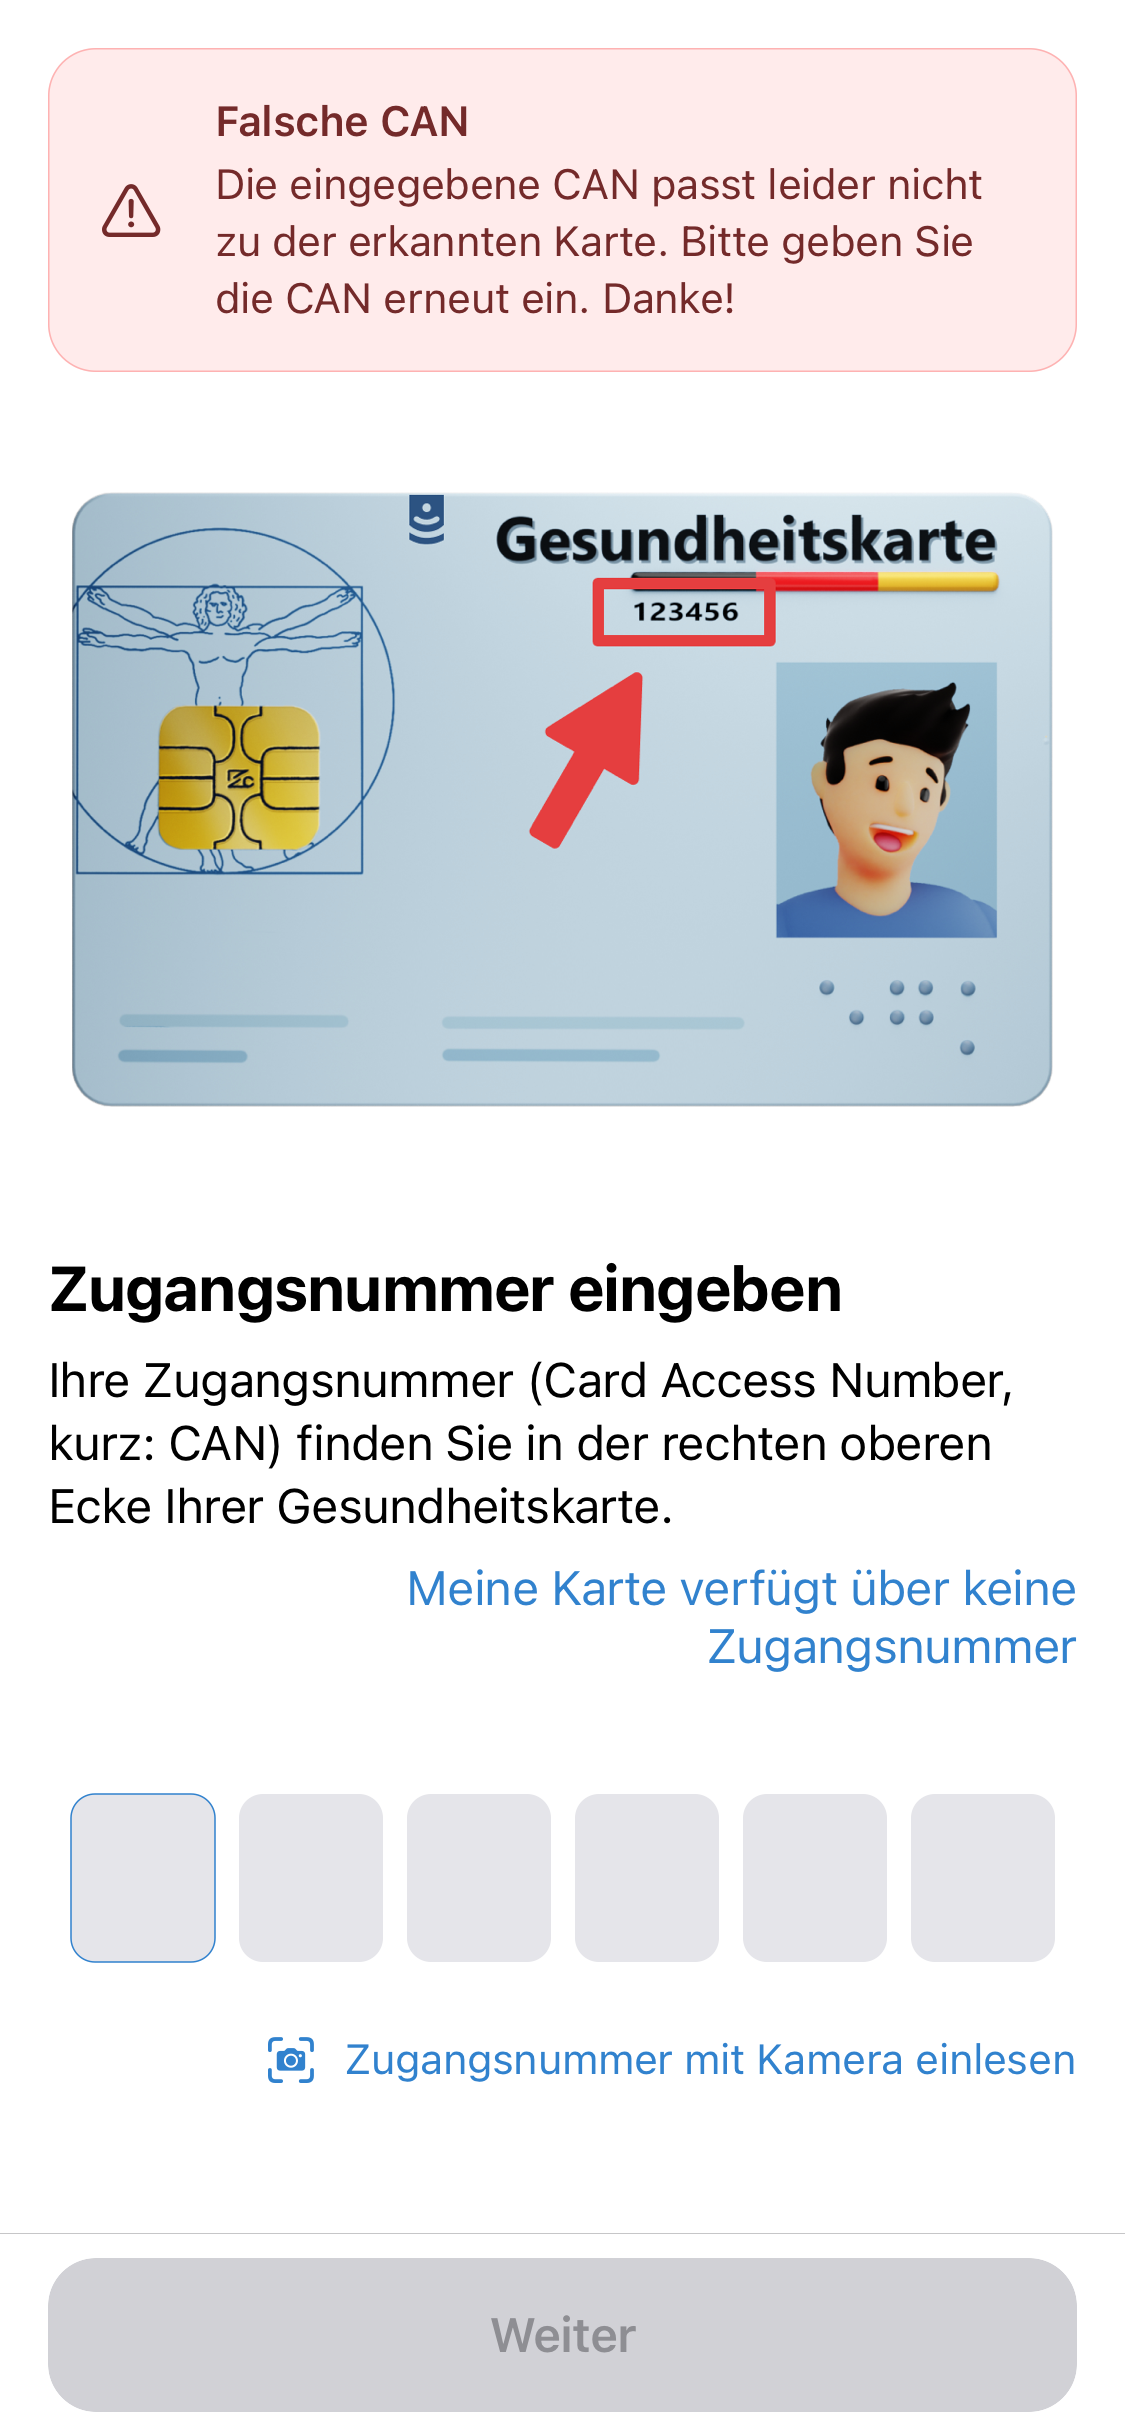 Falsche CAN
Die eingegebene CAN passt leider nicht
zu der erkannten Karte. Bitte geben Sie
die CAN erneut ein. Danke!
Gesundheitskarte
123456
Zugangsnummer eingeben
Ihre Zugangsnummer (Card Access Number,
kurz: CAN) finden Sie in der rechten oberen
Ecke Ihrer Gesundheitskarte.
Meine Karte verfügt über keine
Zugangsnummer
Zugangsnummer mit Kamera einlesen
Weiter